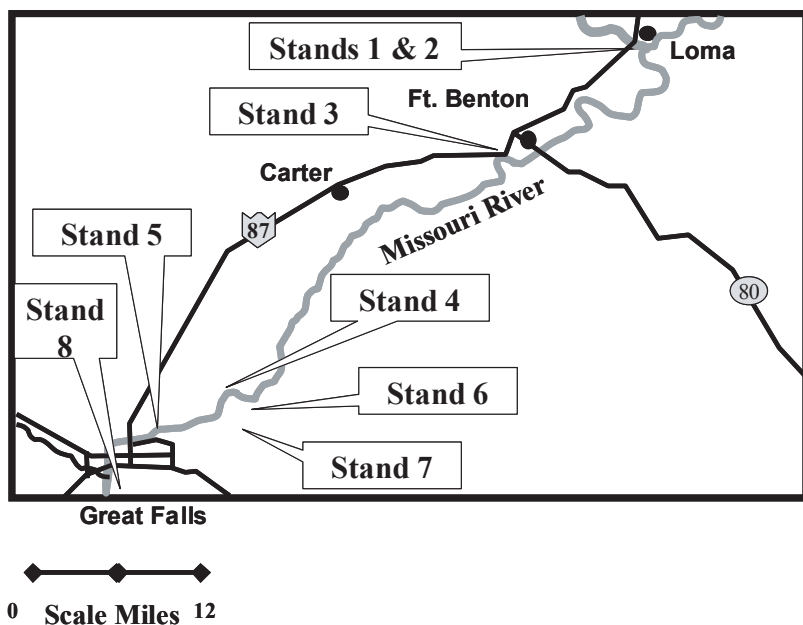 Stands 1 & 2
Loma
Ft. Benton
Stand 3
Carter
Missouri River
87
Stand 5
80
Stand 4
Stand
8
Stand 6
Stand 7
Great Falls
0 Scale Miles 12